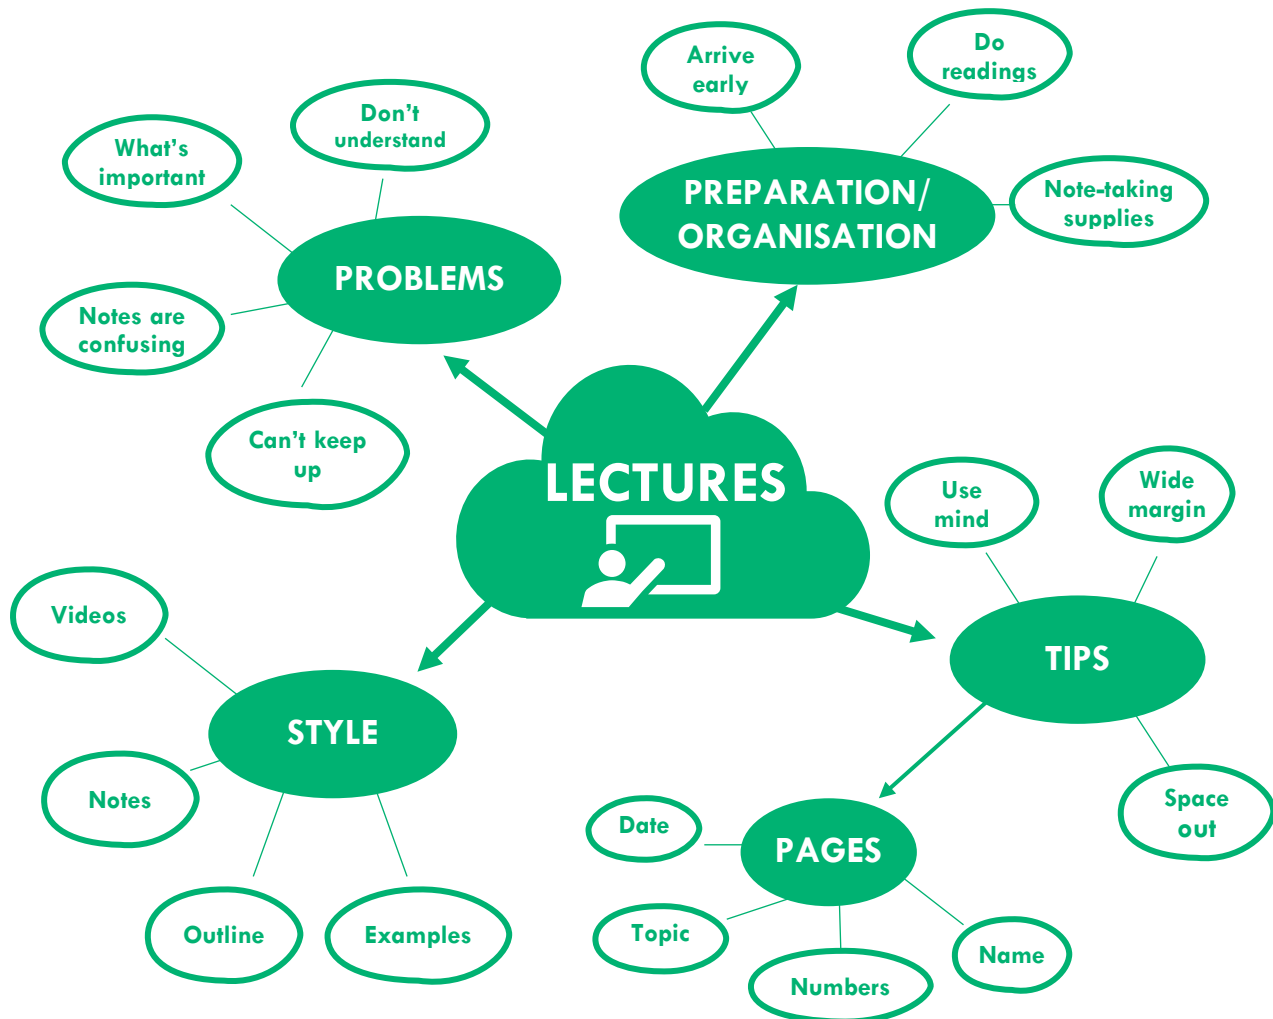 Arrive
early
Do
readings
Note-taking
supplies
PREPARATION/
ORGANISATION
Don't
understand
What's
important
Notes are
confusing
Can't keep
up
PROBLEMS
LECTURES
Use
mind
Wide
margin
TIPS
Space
out
Videos
STYLE
Notes
Outline
Examples
Date
PAGES
Topic
Numbers
Name